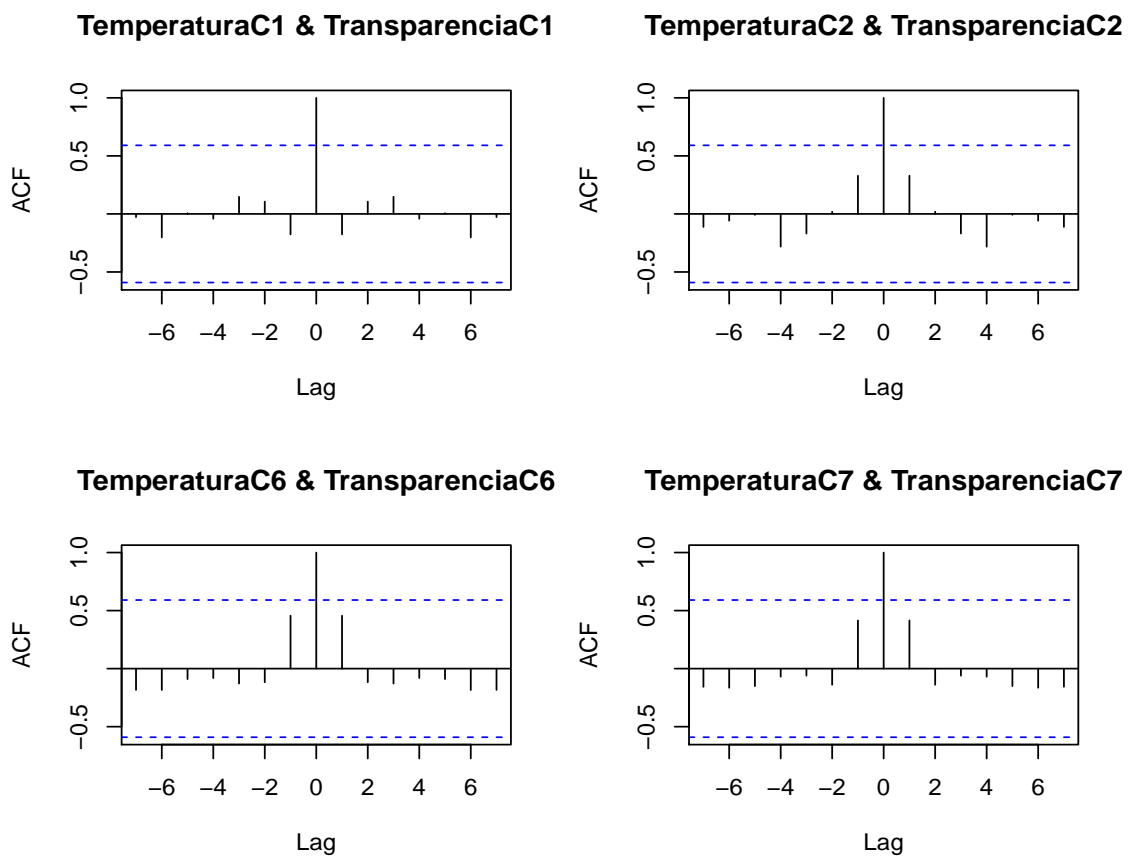 TemperaturaC1 & TransparenciaC1
1.0
0.5
−0.5
ACF
−6 −4 −2 0 2 4 6
Lag
TemperaturaC2 & TransparenciaC2
1.0
0.5
−0.5
ACF
−6 −4 −2 0 2 4 6
Lag
TemperaturaC6 & TransparenciaC6
1.0
0.5
−0.5
ACF
−6 −4 −2 0 2 4 6
Lag
TemperaturaC7 & TransparenciaC7
1.0
0.5
−0.5
ACF
−6 −4 −2 0 2 4 6
Lag